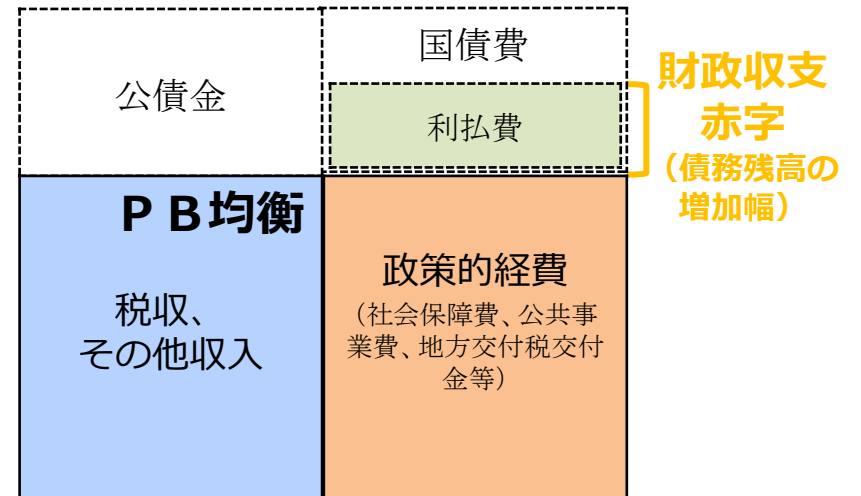 公債金
国債費
利払費
財政収支
赤字
（債務残高の
増加幅）
ＰＢ均衡
税収、
その他収入
政策的経費
（社会保障費、公共事
業費、地方交付税交付
金等）